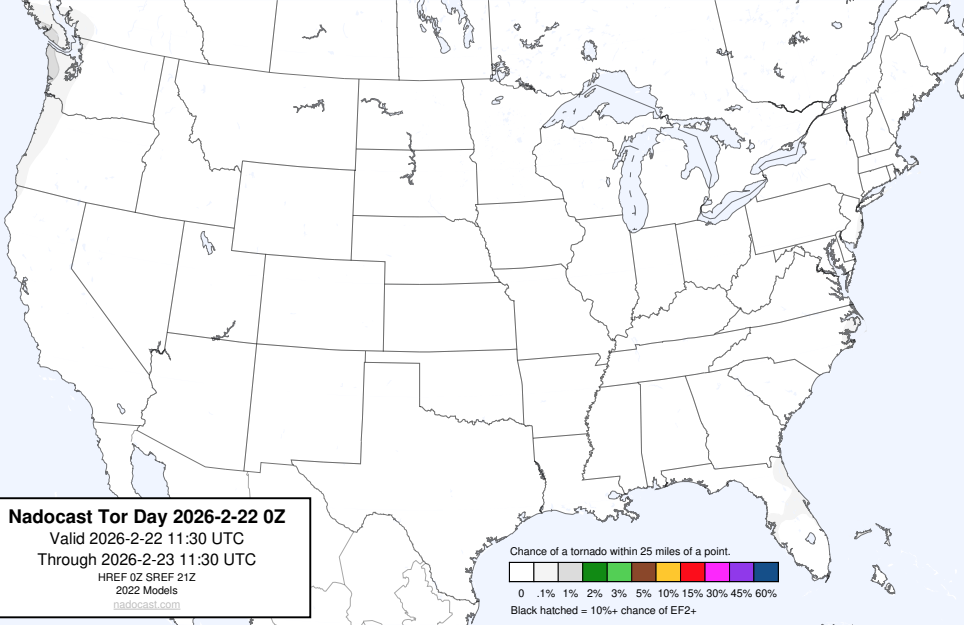 Nadocast Tor Day 2026-2-22 0Z
Valid 2026-2-22 11:30 UTC
Through 2026-2-23 11:30 UTC
HREF 0Z SREF 21Z
2022 Models
nadocast.com
Chance of a tornado within 25 miles of a point.
0 .1% 1% 2% 3% 5% 10% 15% 30% 45% 60%
Black hatched = 10%+ chance of EF2+